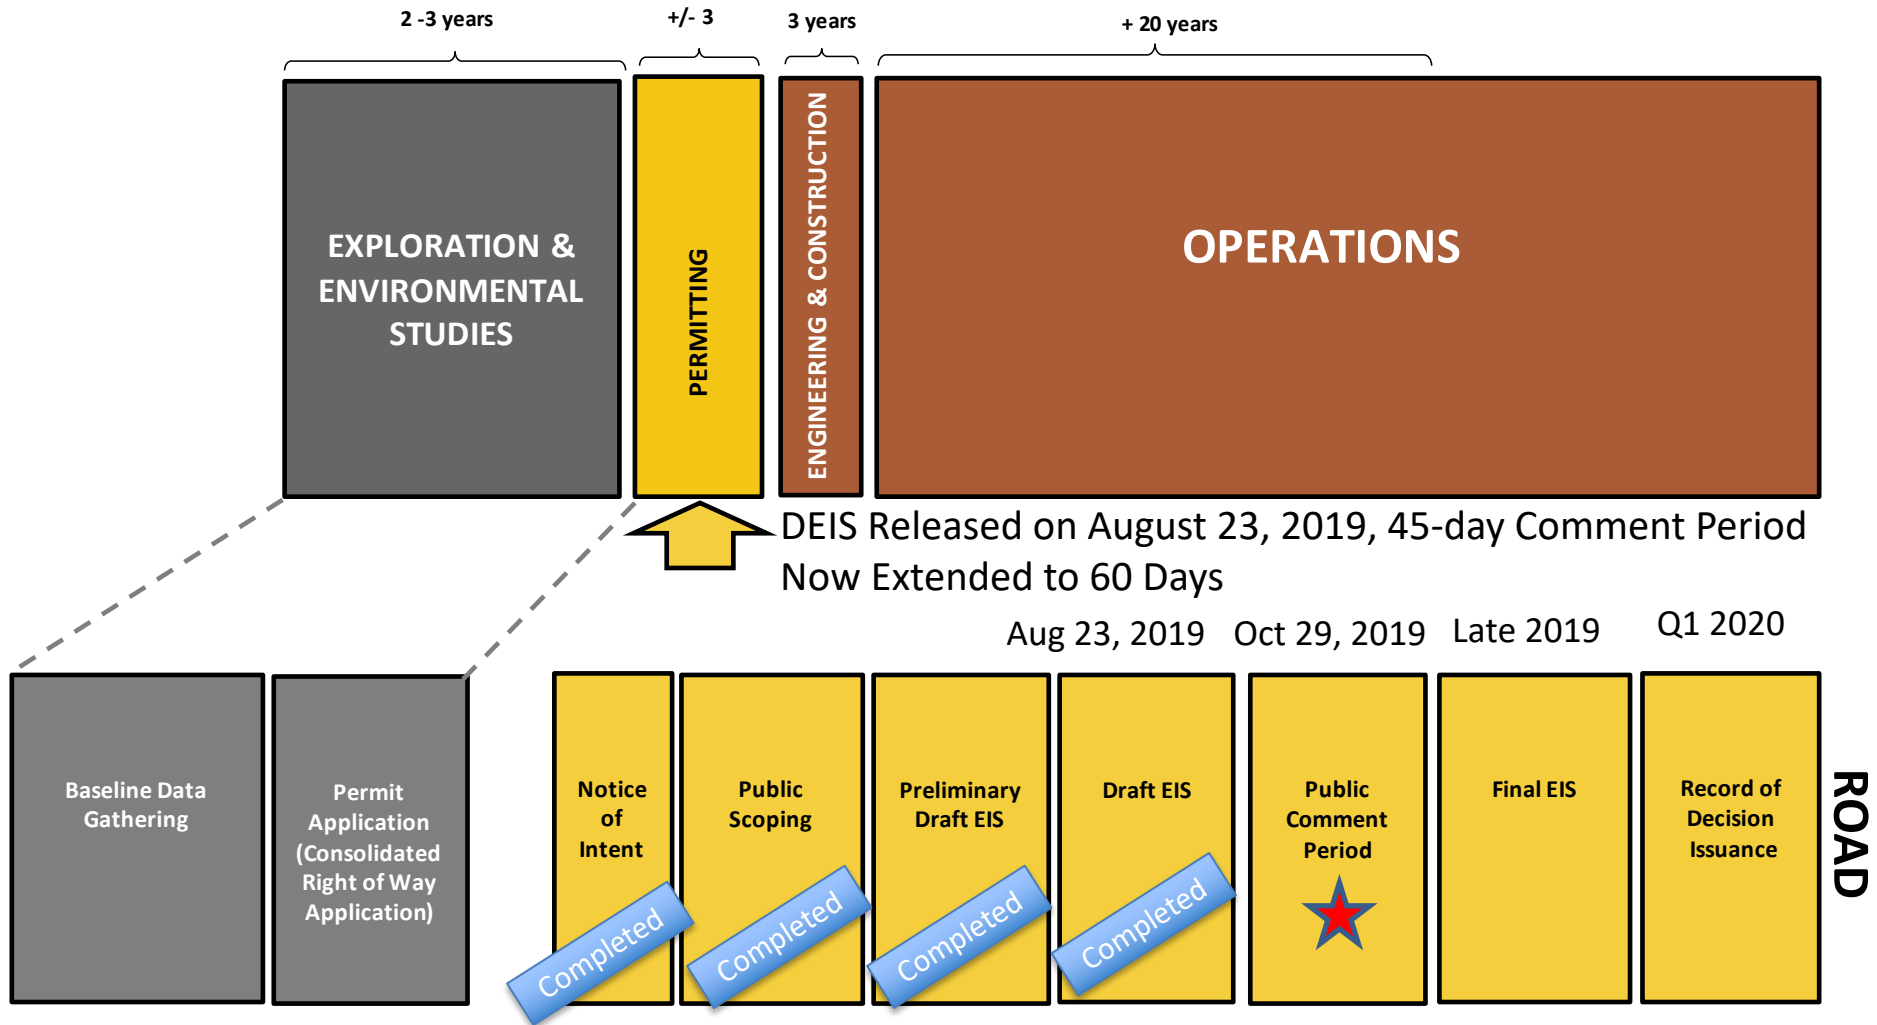 2 -3 years
+/- 3
3 years
+ 20 years
EXPLORATION &
ENVIRONMENTAL
STUDIES
PERMITTING
ENGINEERING & CONSTRUCTION
OPERATIONS
DEIS Released on August 23, 2019, 45-day Comment Period
Now Extended to 60 Days
Aug 23, 2019
Oct 29, 2019
Late 2019
Q1 2020
Baseline Data
Gathering
Permit
Application
(Consolidated
Right of Way
Application)
Notice
of
Intent
Completed
Public
Scoping
Completed
Preliminary
Draft EIS
Completed
Draft EIS
Completed
Public
Comment
Period
Final EIS
Record of
Decision
Issuance
ROAD